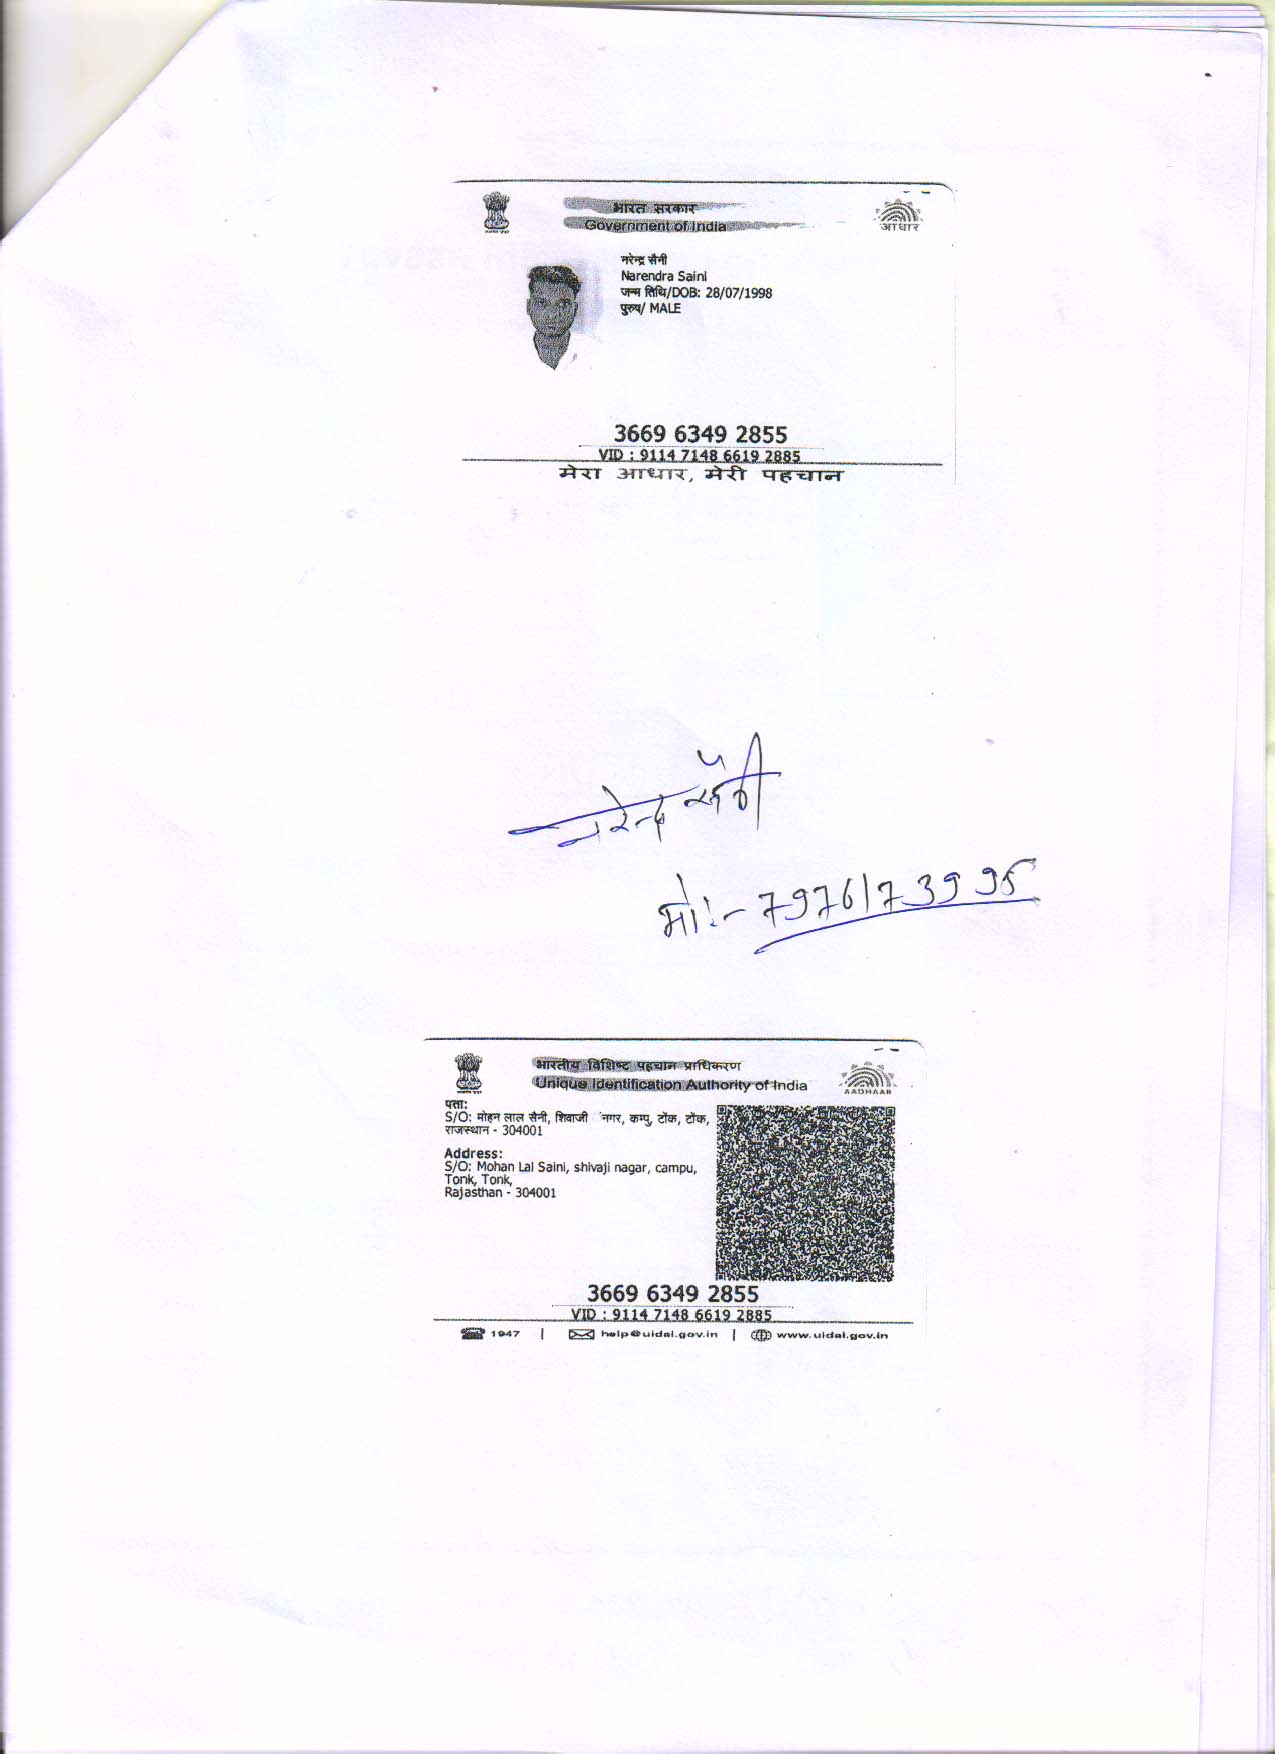 भारत सरकार
Government of India
आधार
नरेन्द्र सैनी
Narendra Saini
जन्म तिथि/DOB: 28/07/1998
पुरुष/ MALE
3669 6349 2855
VID : 9114 7148 6619 2885
मेरा आधार, मेरी पहचान
नरेन्द्र सैनी
मो:- 7976173995
भारतीय विशिष्ट पहचान प्राधिकरण
Unique Identification Authority of India
AADHAAR
पता:
S/O: मोहन लाल सैनी, शिवाजी नगर, कम्पु, टोंक, टोंक,
राजस्थान - 304001
Address:
S/O: Mohan Lal Saini, shivaji nagar, campu,
Tonk, Tonk,
Rajasthan - 304001
3669 6349 2855
VID : 9114 7148 6619 2885
1947 | help@uidai.gov.in | www.uidai.gov.in